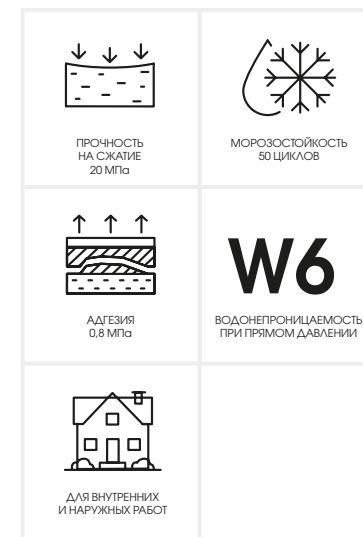 ПРОЧНОСТЬ
НА СЖАТИЕ
20 МПа
МОРОЗОСТОЙКОСТЬ
50 ЦИКЛОВ
АДГЕЗИЯ
0,8 МПа
W6
ВОДОНЕПРОНИЦАЕМОСТЬ
ПРИ ПРЯМОМ ДАВЛЕНИИ
ДЛЯ ВНУТРЕННИХ
И НАРУЖНЫХ РАБОТ